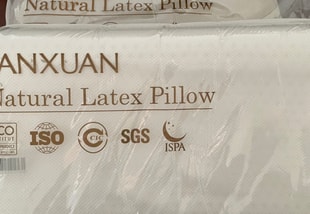 Natural Latex Pillow
ANXUAN
Natural Latex Pillow
ISO
SGS
ISPA